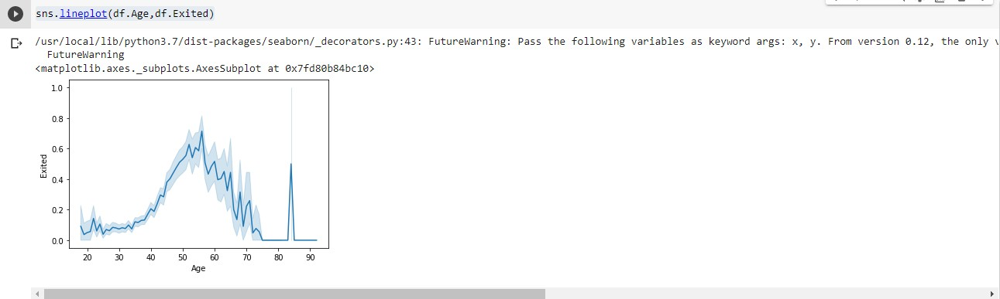 sns.lineplot(df.Age,df.Exited)
/usr/local/lib/python3.7/dist-packages/seaborn/_decorators.py:43: FutureWarning: Pass the following variables as keyword args: x, y. From version 0.12, the only
FutureWarning
<matplotlib.axes._subplots.AxesSubplot at 0x7fd80b84bc10>
1.0
0.8
0.6
0.4
0.2
0.0
Exited
20 30 40 50 60 70 80 90
Age